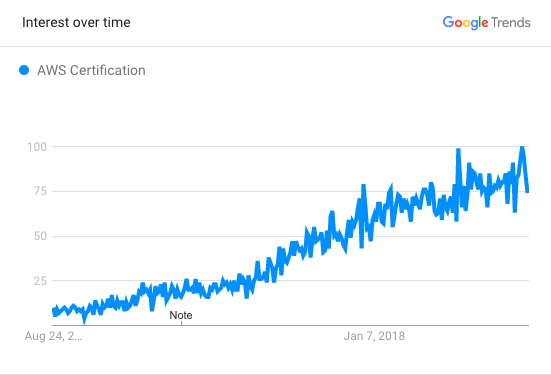 Interest over time
Google Trends
AWS Certification
100
75
50
25
Note
Aug 24, 2...
Jan 7, 2018